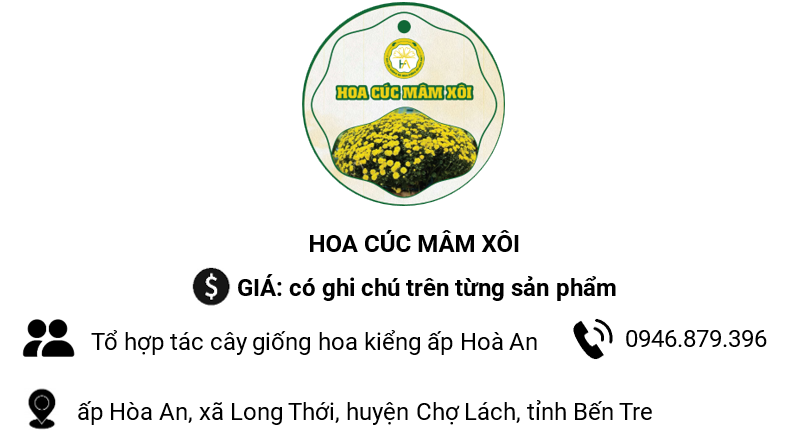 HA
HOA CÚC MÂM XÔI
HOA CÚC MÂM XÔI
$ GIÁ: có ghi chú trên từng sản phẩm
Tổ hợp tác cây giống hoa kiểng ấp Hoà An
0946.879.396
ấp Hòa An, xã Long Thới, huyện Chợ Lách, tỉnh Bến Tre